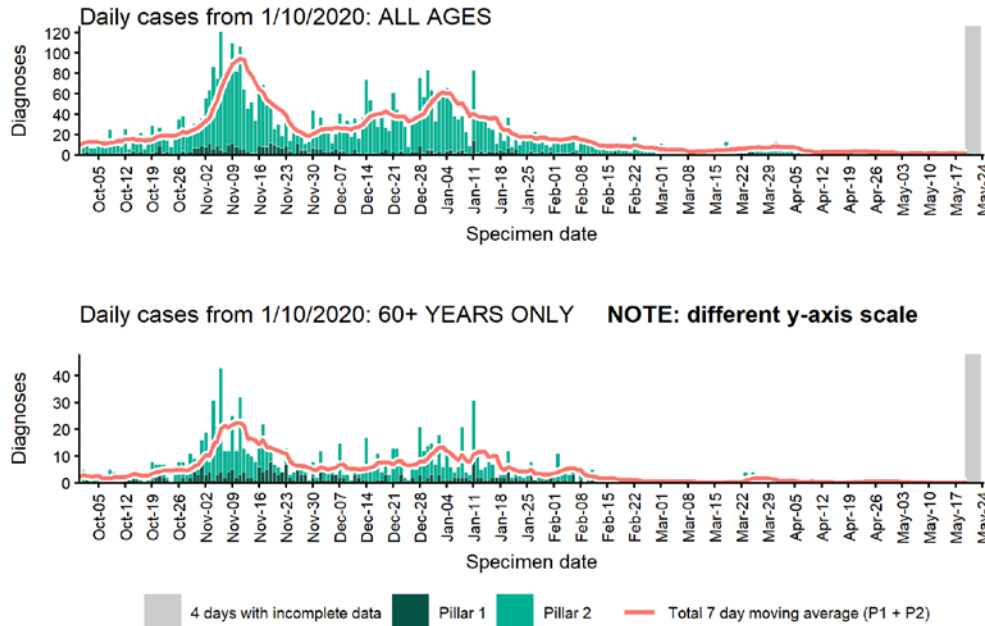 Daily cases from 1/10/2020: ALL AGES
Diagnoses
120
100
80
60
40
20
0
Oct-05 Oct-12 Oct-19 Oct-26 Nov-02 Nov-09 Nov-16 Nov-23 Nov-30 Dec-07 Dec-14 Dec-21 Dec-28 Jan-04 Jan-11 Jan-18 Jan-25 Feb-01 Feb-08 Feb-15 Feb-22 Mar-01 Mar-08 Mar-15 Mar-22 Mar-29 Apr-05 Apr-12 Apr-19 Apr-26 May-03 May-10 May-17 May-24
Specimen date
Daily cases from 1/10/2020: 60+ YEARS ONLY NOTE: different y-axis scale
Diagnoses
40
30
20
10
0
Oct-05 Oct-12 Oct-19 Oct-26 Nov-02 Nov-09 Nov-16 Nov-23 Nov-30 Dec-07 Dec-14 Dec-21 Dec-28 Jan-04 Jan-11 Jan-18 Jan-25 Feb-01 Feb-08 Feb-15 Feb-22 Mar-01 Mar-08 Mar-15 Mar-22 Mar-29 Apr-05 Apr-12 Apr-19 Apr-26 May-03 May-10 May-17 May-24
Specimen date
4 days with incomplete data Pillar 1 Pillar 2 Total 7 day moving average (P1 + P2)